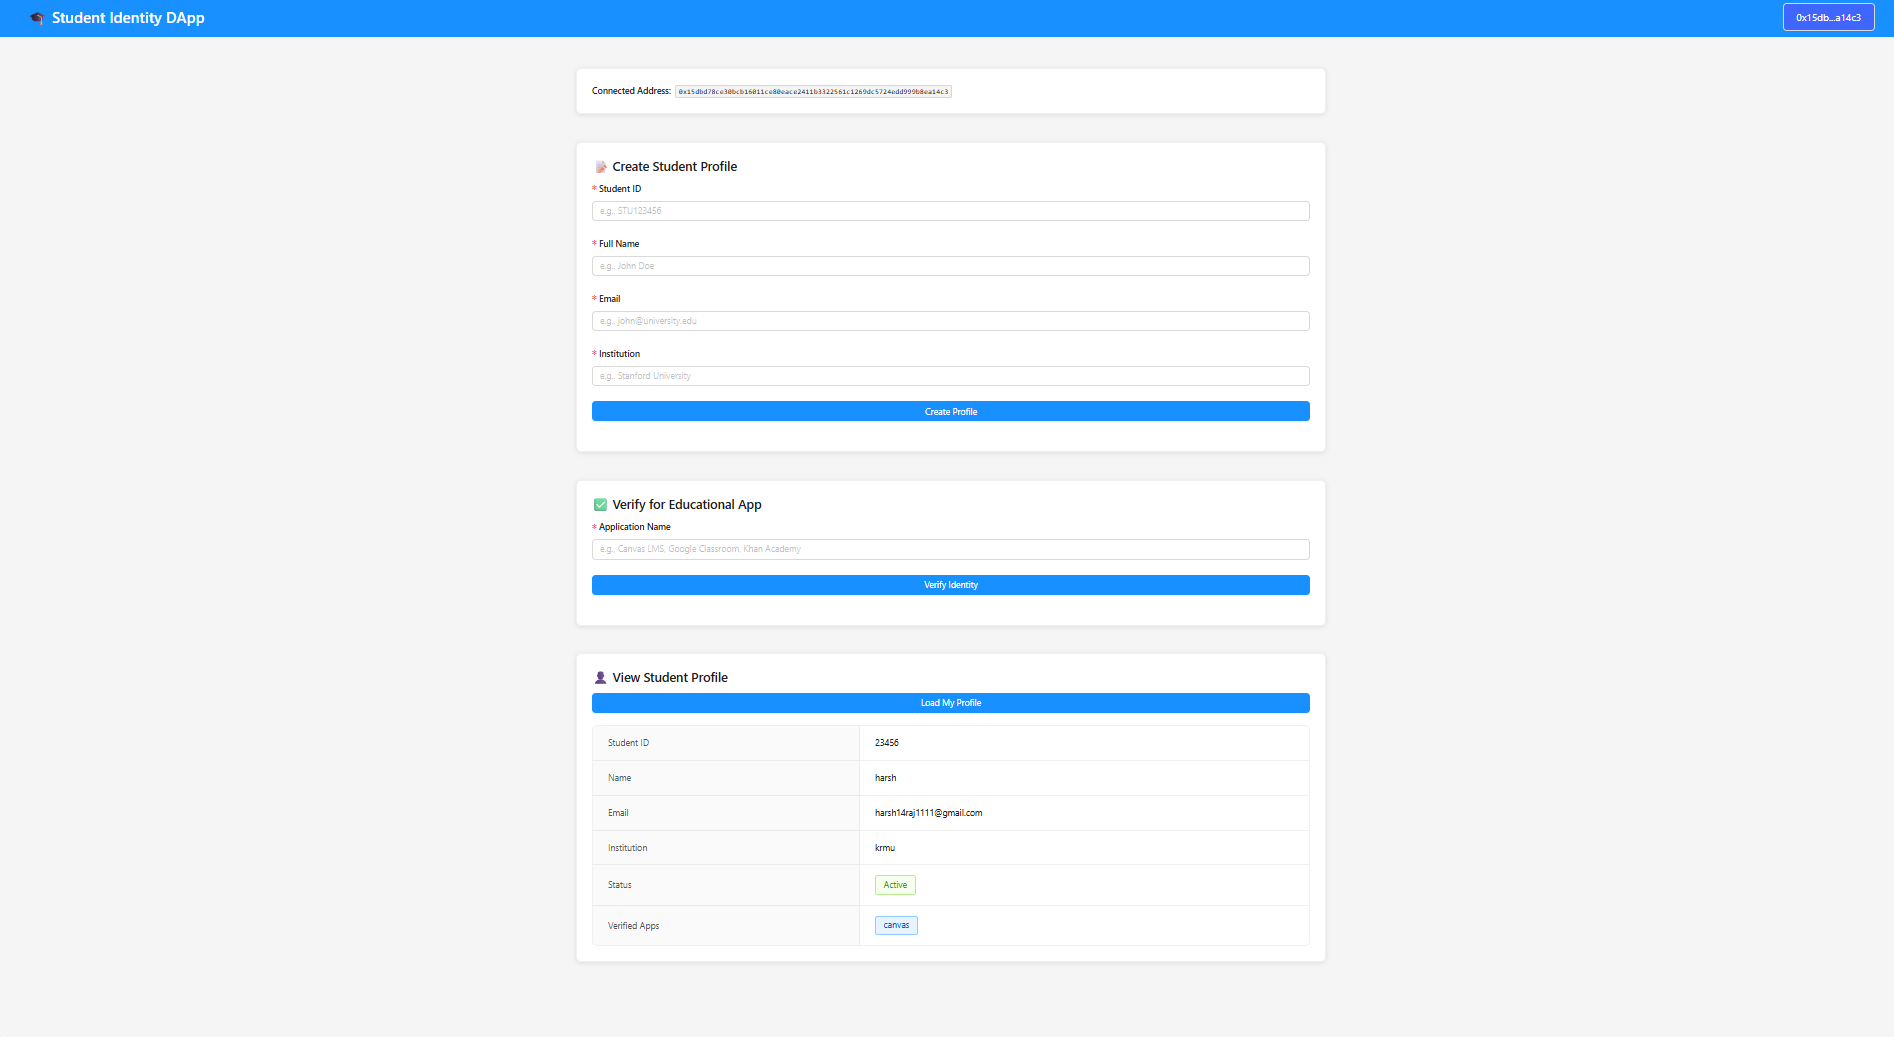 Student Identity DApp
0x15db...a14c3
Connected Address: 0x15dbd78ce30bcb16011ce80eace2411b3322561c1269dc5724edd999b8ea14c3
Create Student Profile
* Student ID
e.g., STU123456
* Full Name
e.g., John Doe
* Email
e.g., john@university.edu
* Institution
e.g., Stanford University
Create Profile
Verify for Educational App
* Application Name
e.g., Canvas LMS, Google Classroom, Khan Academy
Verify Identity
View Student Profile
Load My Profile
Student ID 23456
Name harsh
Email harsh14raj1111@gmail.com
Institution krmu
Status Active
Verified Apps canvas